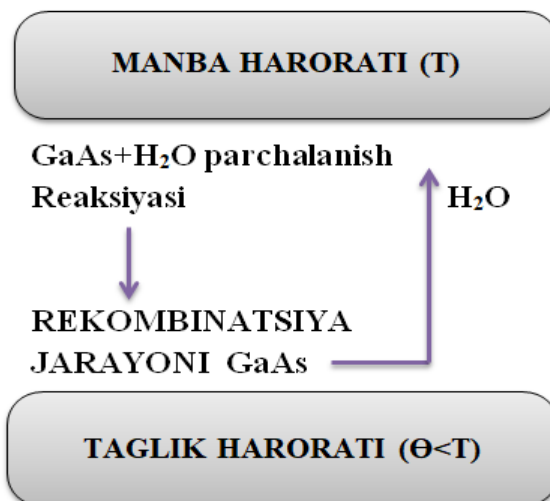 MANBA HARORATI (T)
GaAs+H₂O parchalanish
Reaksiyasi
H₂O
REKOMBINATSIYA
JARAYONI GaAs
TAGLIK HARORATI (Ө<T)